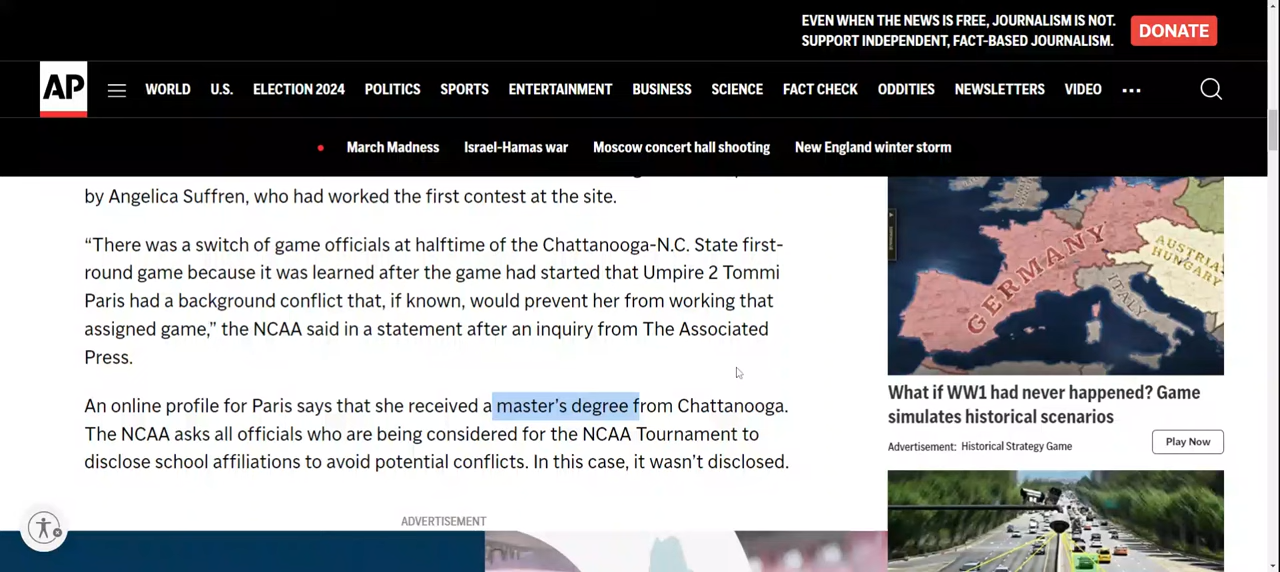 EVEN WHEN THE NEWS IS FREE, JOURNALISM IS NOT.
SUPPORT INDEPENDENT, FACT-BASED JOURNALISM.
DONATE
AP
WORLD U.S. ELECTION 2024 POLITICS SPORTS ENTERTAINMENT BUSINESS SCIENCE FACT CHECK ODDITIES NEWSLETTERS VIDEO ...
March Madness Israel-Hamas war Moscow concert hall shooting New England winter storm
by Angelica Suffren, who had worked the first contest at the site.
“There was a switch of game officials at halftime of the Chattanooga-N.C. State first-
round game because it was learned after the game had started that Umpire 2 Tommi
Paris had a background conflict that, if known, would prevent her from working that
assigned game,” the NCAA said in a statement after an inquiry from The Associated
Press.
An online profile for Paris says that she received a master’s degree from Chattanooga.
The NCAA asks all officials who are being considered for the NCAA Tournament to
disclose school affiliations to avoid potential conflicts. In this case, it wasn’t disclosed.
ADVERTISEMENT
GERMANY
AUSTRIA
HUNGARY
ITALY
What if WW1 had never happened? Game
simulates historical scenarios
Advertisement: Historical Strategy Game
Play Now